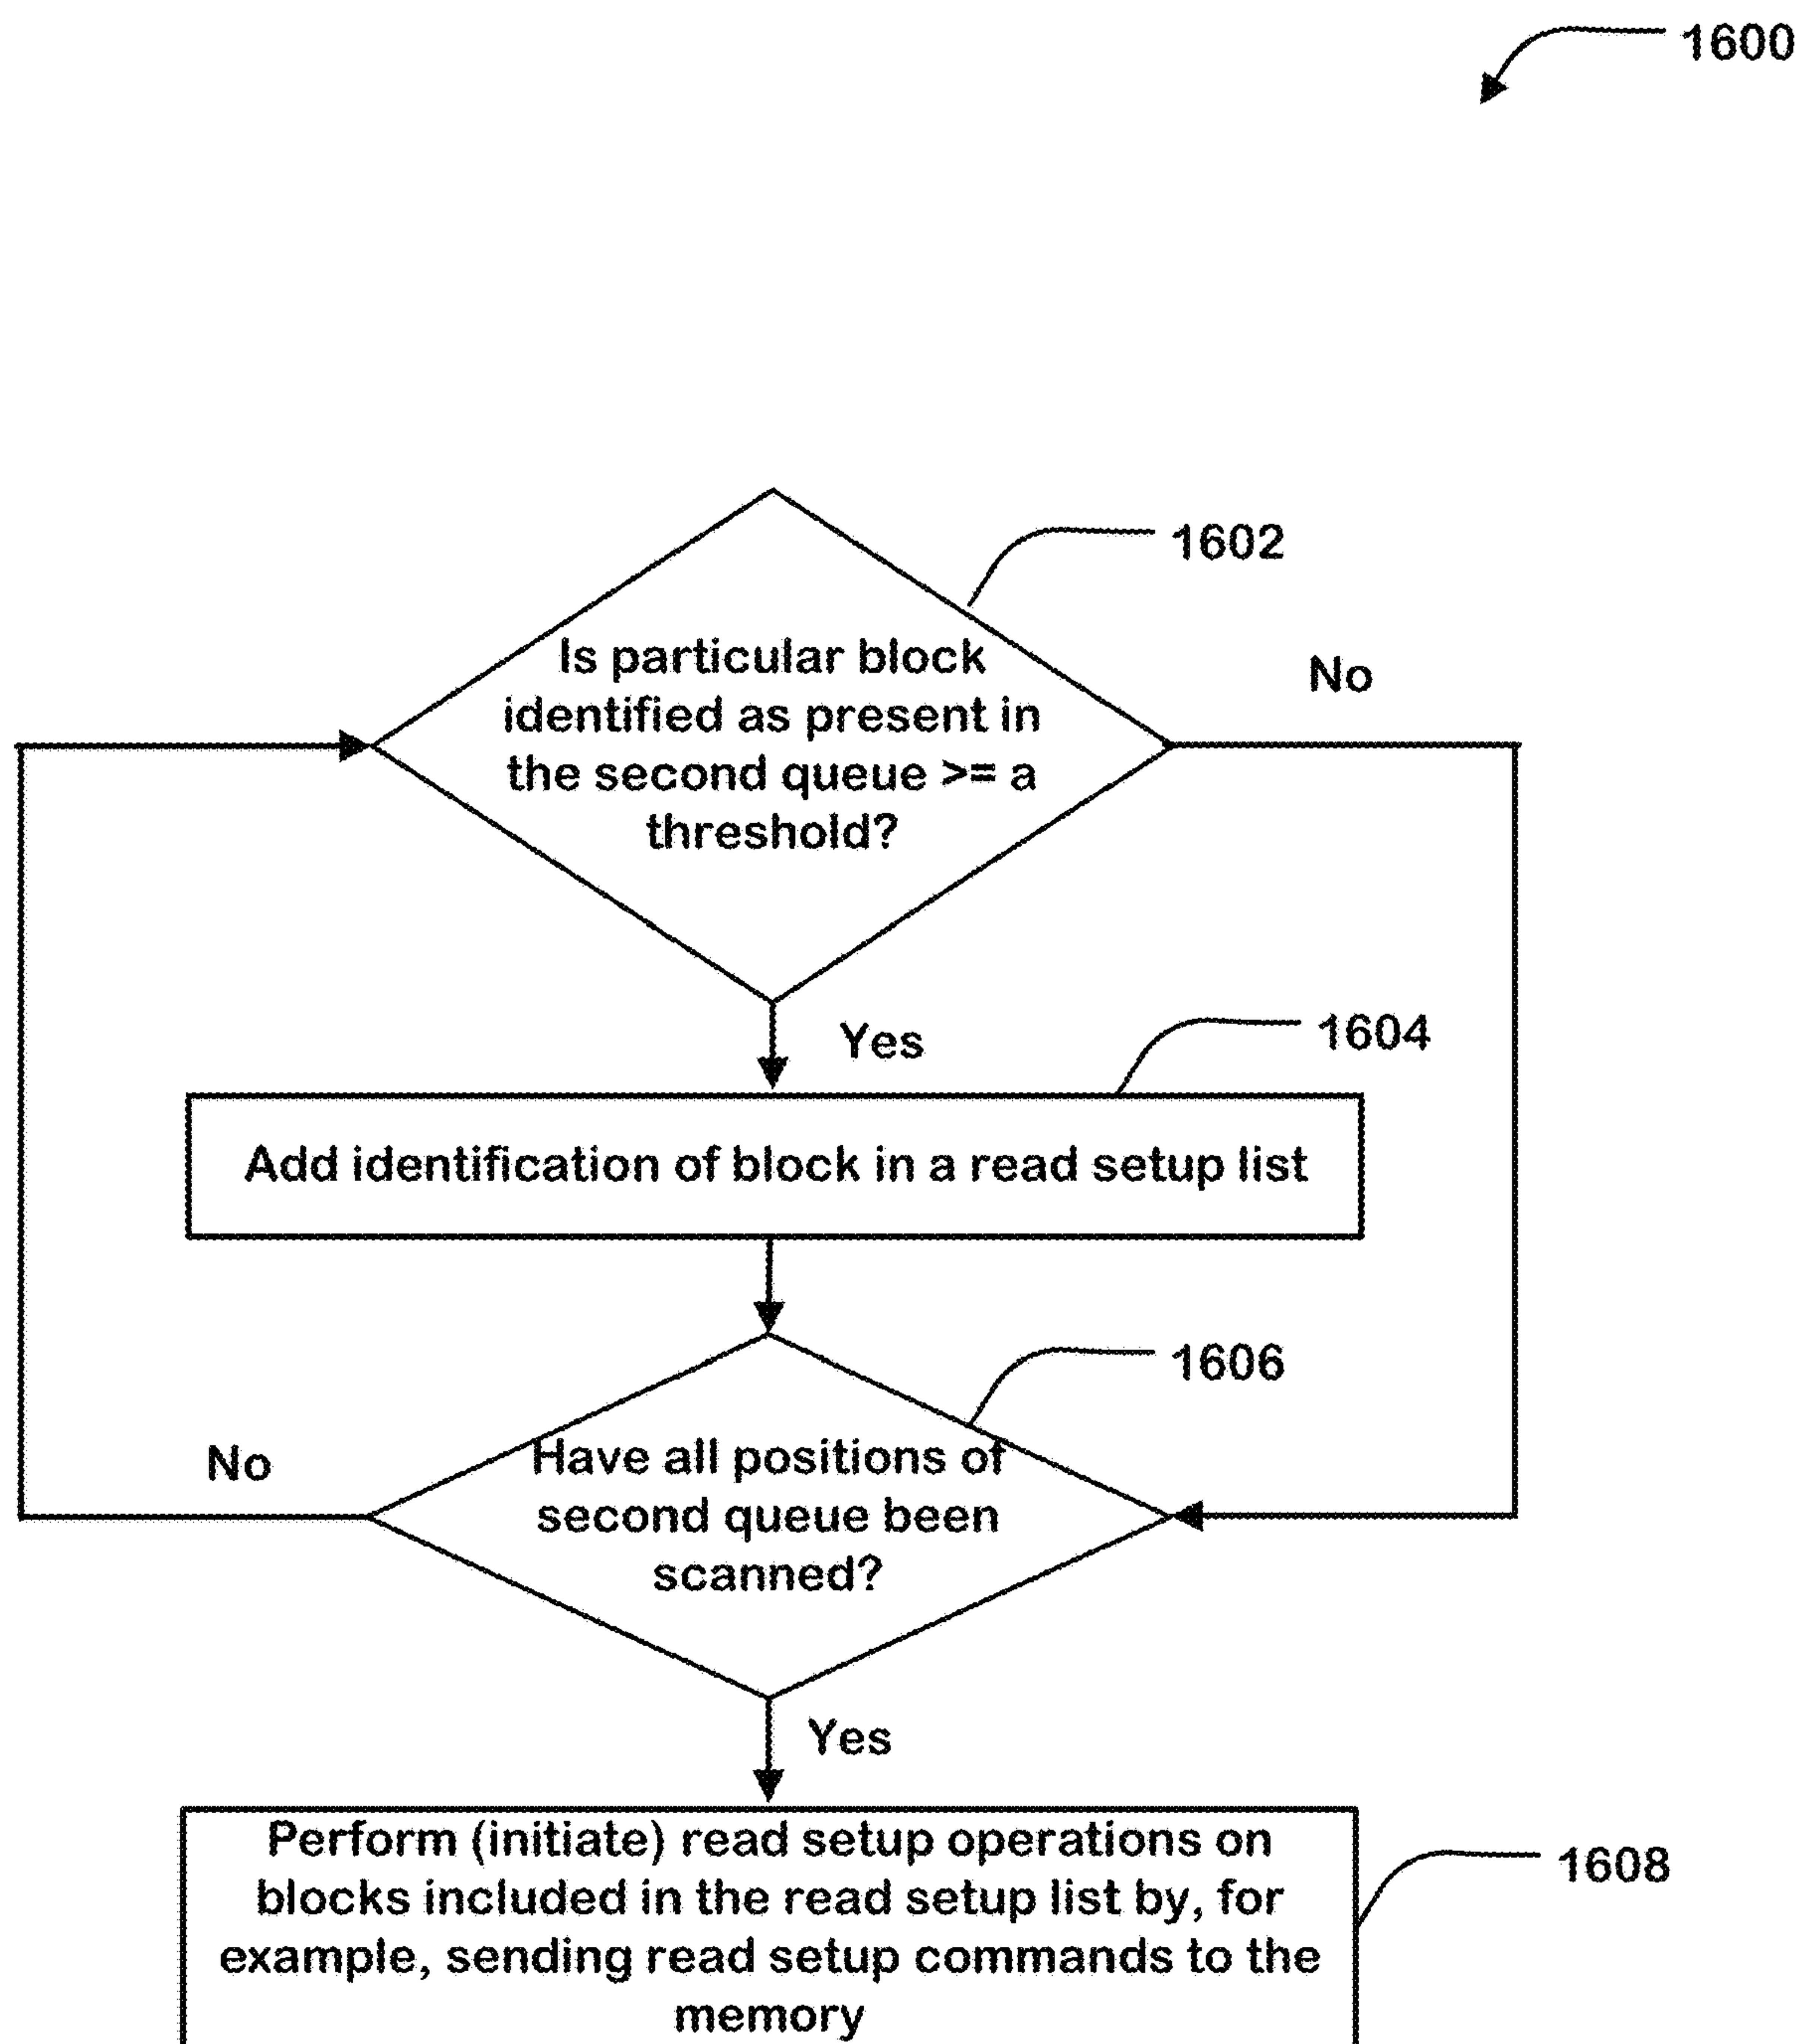 1600
1602
Is particular block
identified as present in
the second queue >= a
threshold?
No
Yes
1604
Add identification of block in a read setup list
1606
Have all positions of
second queue been
scanned?
No
Yes
1608
Perform (initiate) read setup operations on
blocks included in the read setup list by, for
example, sending read setup commands to the
memory